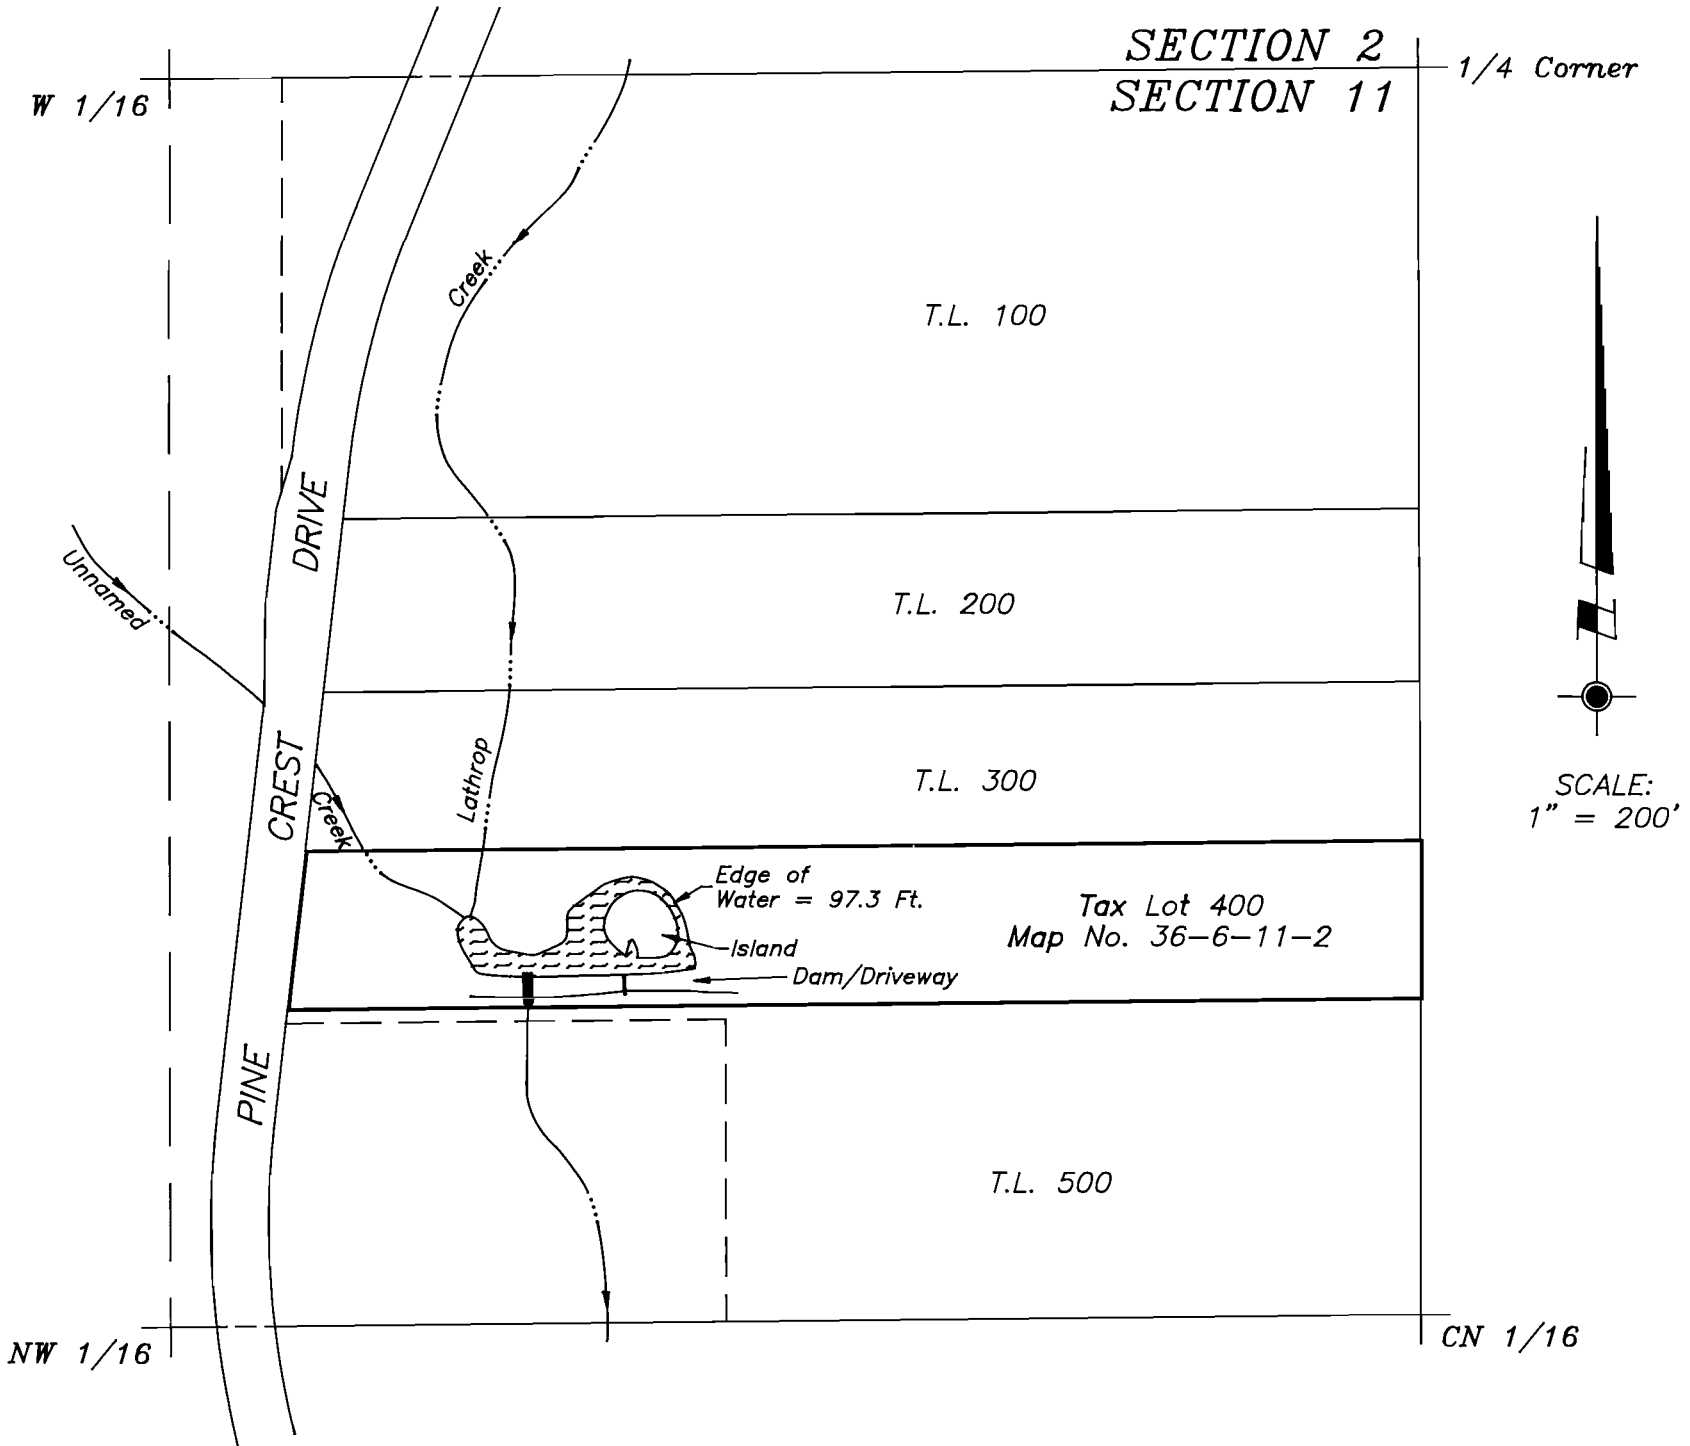 SECTION 2
1/4 Corner
W 1/16
SECTION 11
Creek
T.L. 100
DRIVE
Unnamed
T.L. 200
CREST
Lathrop
T.L. 300
Creek
SCALE:
1" = 200'
Edge of
Water = 97.3 Ft.
Tax Lot 400
Map No. 36-6-11-2
Island
Dam/Driveway
PINE
T.L. 500
NW 1/16
CN 1/16
N